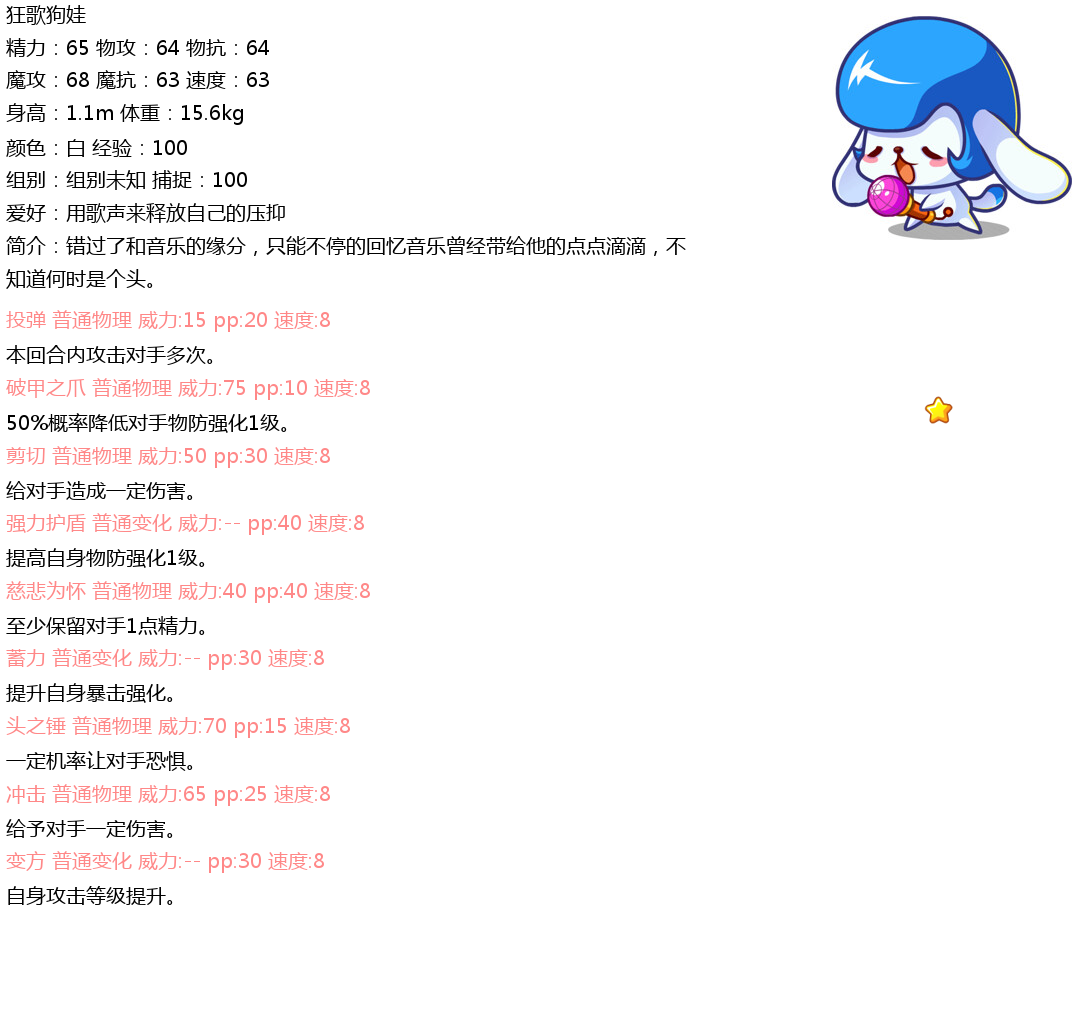 狂歌狗娃
精力：65 物攻：64 物抗：64
魔攻：68 魔抗：63 速度：63
身高：1.1m 体重：15.6kg
颜色：白 经验：100
组别：组别未知 捕捉：100
爱好：用歌声来释放自己的压抑
简介：错过了和音乐的缘分，只能不停的回忆音乐曾经带给他的点点滴滴，不
知道何时是个头。
投弹 普通物理 威力:15 pp:20 速度:8
本回合内攻击对手多次。
破甲之爪 普通物理 威力:75 pp:10 速度:8
50%概率降低对手物防强化1级。
剪切 普通物理 威力:50 pp:30 速度:8
给对手造成一定伤害。
强力护盾 普通变化 威力:-- pp:40 速度:8
提高自身物防强化1级。
慈悲为怀 普通物理 威力:40 pp:40 速度:8
至少保留对手1点精力。
蓄力 普通变化 威力:-- pp:30 速度:8
提升自身暴击强化。
头之锤 普通物理 威力:70 pp:15 速度:8
一定机率让对手恐惧。
冲击 普通物理 威力:65 pp:25 速度:8
给予对手一定伤害。
变方 普通变化 威力:-- pp:30 速度:8
自身攻击等级提升。